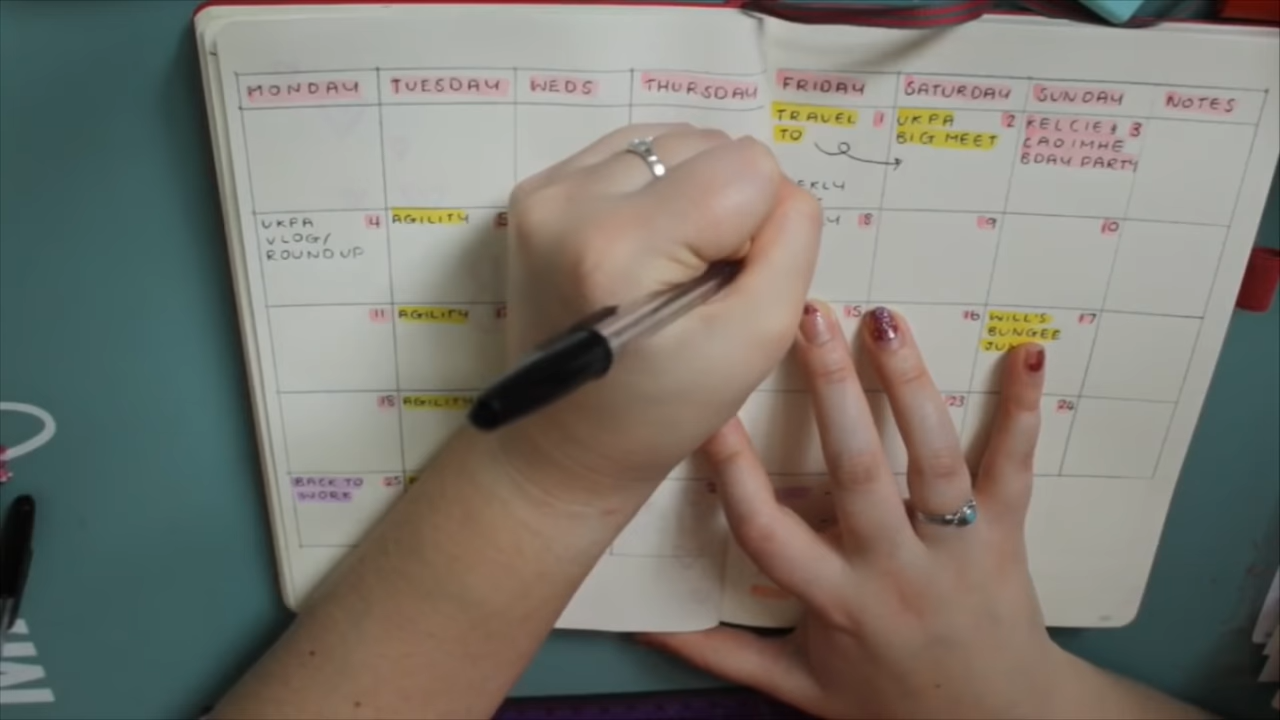 MONDAY TUESDAY WEDS THURSDAY FRIDAY SATURDAY SUNDAY NOTES
TRAVEL 1
TO
UKPA 2
BIG MEET
KELCIE & 3
CAOIMHE
BDAY PARTY
UKPA 4
VLOG/
ROUNDUP
AGILITY 5
8
9
10
11
AGILITY
15
16
WILL'S 17
BUNGEE
18
AGILITY
23
24
BACK TO 25
WORK